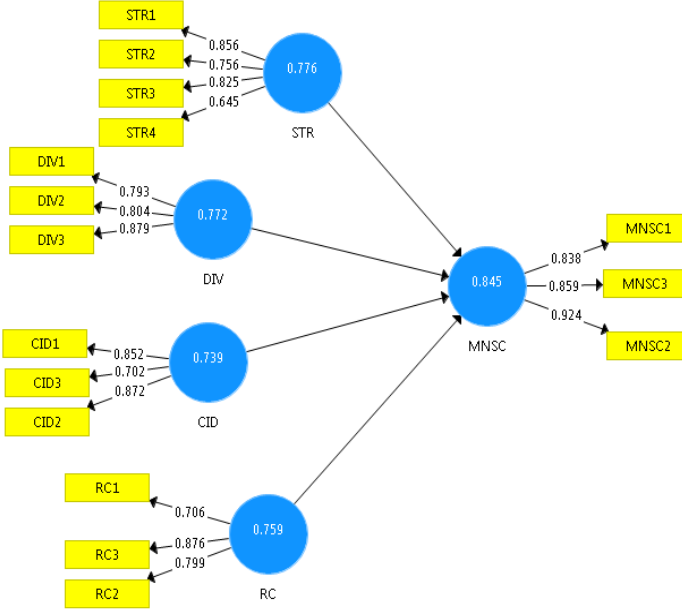 STR1
0.856
STR2
0.756
STR3
0.825
STR4
0.645
0.776
STR
DIV1
0.793
DIV2
0.804
DIV3
0.879
0.772
DIV
CID1
0.852
CID3
0.702
CID2
0.872
0.739
CID
RC1
0.706
RC3
0.876
RC2
0.799
0.759
RC
0.845
MNSC
MNSC1
0.838
MNSC3
0.859
MNSC2
0.924